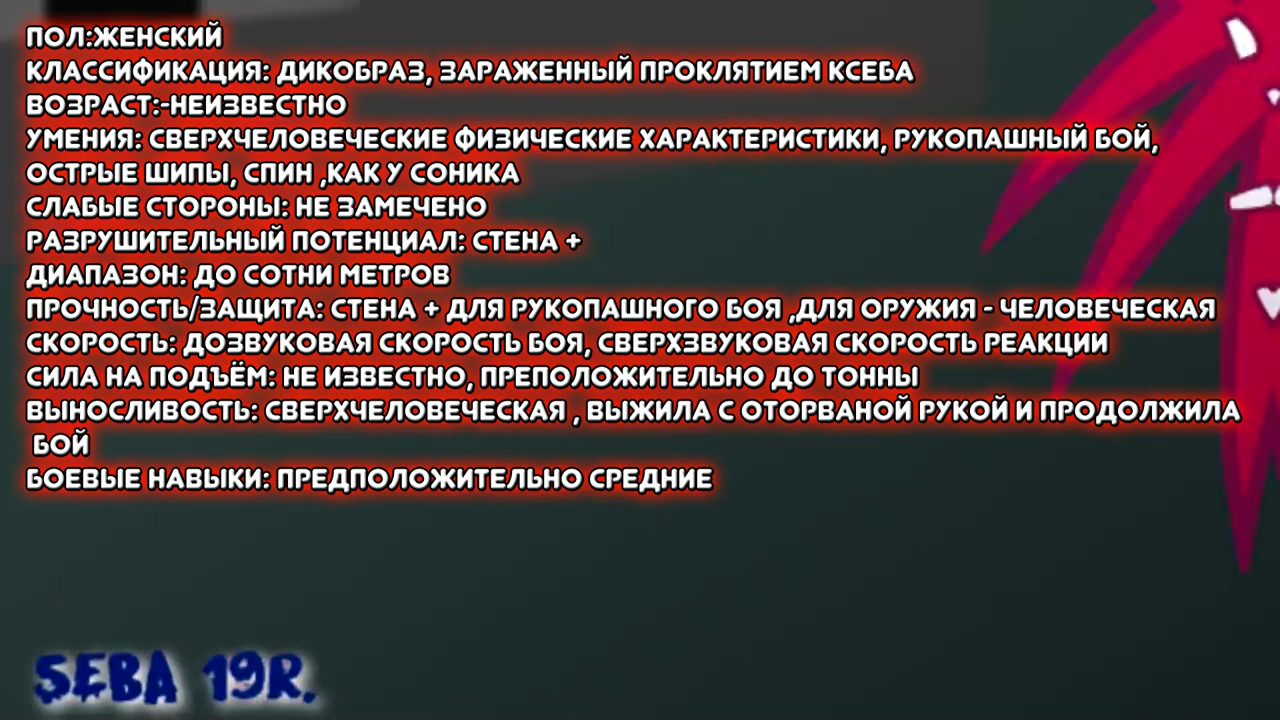 ПОЛ:ЖЕНСКИЙ
КЛАССИФИКАЦИЯ: ДИКОБРАЗ, ЗАРАЖЕННЫЙ ПРОКЛЯТИЕМ КСЕБА
ВОЗРАСТ:-НЕИЗВЕСТНО
УМЕНИЯ: СВЕРХЧЕЛОВЕЧЕСКИЕ ФИЗИЧЕСКИЕ ХАРАКТЕРИСТИКИ, РУКОПАШНЫЙ БОЙ,
ОСТРЫЕ ШИПЫ, СПИН ,КАК У СОНИКА
СЛАБЫЕ СТОРОНЫ: НЕ ЗАМЕЧЕНО
РАЗРУШИТЕЛЬНЫЙ ПОТЕНЦИАЛ: СТЕНА +
ДИАПАЗОН: ДО СОТНИ МЕТРОВ
ПРОЧНОСТЬ/ЗАЩИТА: СТЕНА + ДЛЯ РУКОПАШНОГО БОЯ ,ДЛЯ ОРУЖИЯ - ЧЕЛОВЕЧЕСКАЯ
СКОРОСТЬ: ДОЗВУКОВАЯ СКОРОСТЬ БОЯ, СВЕРХЗВУКОВАЯ СКОРОСТЬ РЕАКЦИИ
СИЛА НА ПОДЪЁМ: НЕ ИЗВЕСТНО, ПРЕПОЛОЖИТЕЛЬНО ДО ТОННЫ
ВЫНОСЛИВОСТЬ: СВЕРХЧЕЛОВЕЧЕСКАЯ , ВЫЖИЛА С ОТОРВАНОЙ РУКОЙ И ПРОДОЛЖИЛА
БОЙ
БОЕВЫЕ НАВЫКИ: ПРЕДПОЛОЖИТЕЛЬНО СРЕДНИЕ
SEBA 19R.